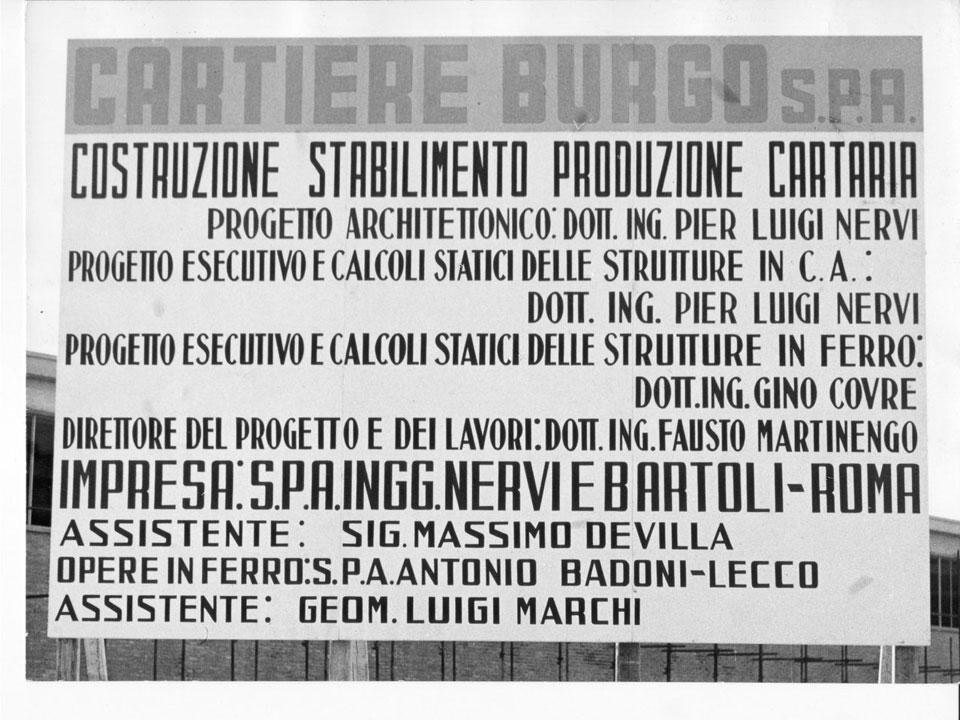 CARTIERE BURGO S.P.A.
COSTRUZIONE STABILIMENTO PRODUZIONE CARTARIA
PROGETTO ARCHITETTONICO: DOTT. ING. PIER LUIGI NERVI
PROGETTO ESECUTIVO E CALCOLI STATICI DELLE STRUTTURE IN C.A.:
DOTT. ING. PIER LUIGI NERVI
PROGETTO ESECUTIVO E CALCOLI STATICI DELLE STRUTTURE IN FERRO:
DOTT. ING. GINO COVRE
DIRETTORE DEL PROGETTO E DEI LAVORI: DOTT. ING. FAUSTO MARTINENGO
IMPRESA: S.P.A. INGG. NERVI E BARTOLI-ROMA
ASSISTENTE: SIG. MASSIMO DEVILLA
OPERE IN FERRO: S.P.A. ANTONIO BADONI-LECCO
ASSISTENTE: GEOM. LUIGI MARCHI